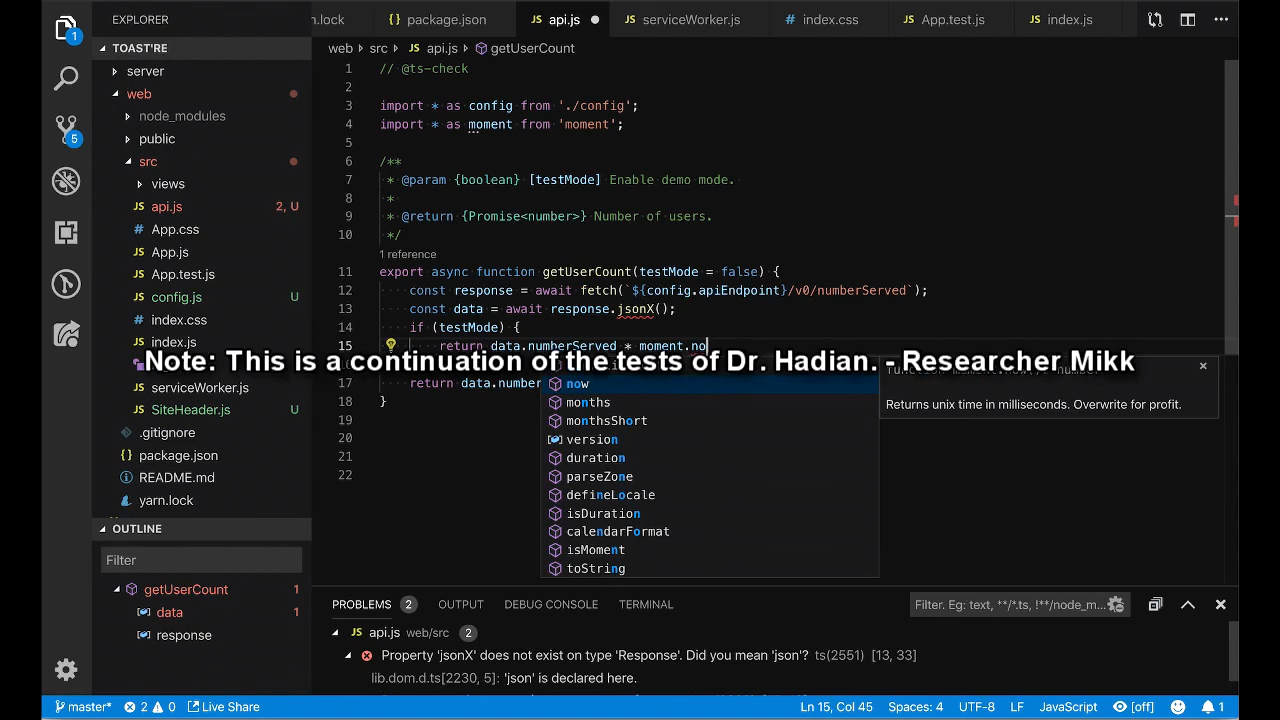 EXPLORER
.lock
package.json
api.js
serviceWorker.js
index.css
App.test.js
index.js
1
TOAST'RE
web › src › api.js › getUserCount
server
web
node_modules
public
src
views
api.js 2, U
App.css
App.js
App.test.js
config.js U
index.css
index.js
serviceWorker.js
SiteHeader.js U
.gitignore
package.json
README.md
yarn.lock
5
1 // @ts-check
2
3 import * as config from './config';
4 import * as moment from 'moment';
5
6 /**
7 * @param {boolean} [testMode] Enable demo mode.
8 *
9 * @return {Promise<number>} Number of users.
10 */
1 reference
11 export async function getUserCount(testMode = false) {
12 const response = await fetch(`${config.apiEndpoint}/v0/numberServed`);
13 const data = await response.jsonX();
14 if (testMode) {
15 return data.numberServed * moment.no
Note: This is a continuation of the tests of Dr. Hadian. - Researcher Mikk
17 return data.number
18 }
19
20
21
22
now
months
monthsShort
version
duration
parseZone
defineLocale
isDuration
calendarFormat
isMoment
toString
Returns unix time in milliseconds. Overwrite for profit.
OUTLINE
Filter
getUserCount 1
data 1
response
PROBLEMS 2 OUTPUT DEBUG CONSOLE TERMINAL
Filter. Eg: text, **/*.ts, !**/node_m...
api.js web/src 2
Property 'jsonX' does not exist on type 'Response'. Did you mean 'json'? ts(2551) [13, 33]
lib.dom.d.ts[2230, 5]: 'json' is declared here.
master* 2 0 Live Share
Ln 15, Col 45 Spaces: 4 UTF-8 LF JavaScript [off] 1